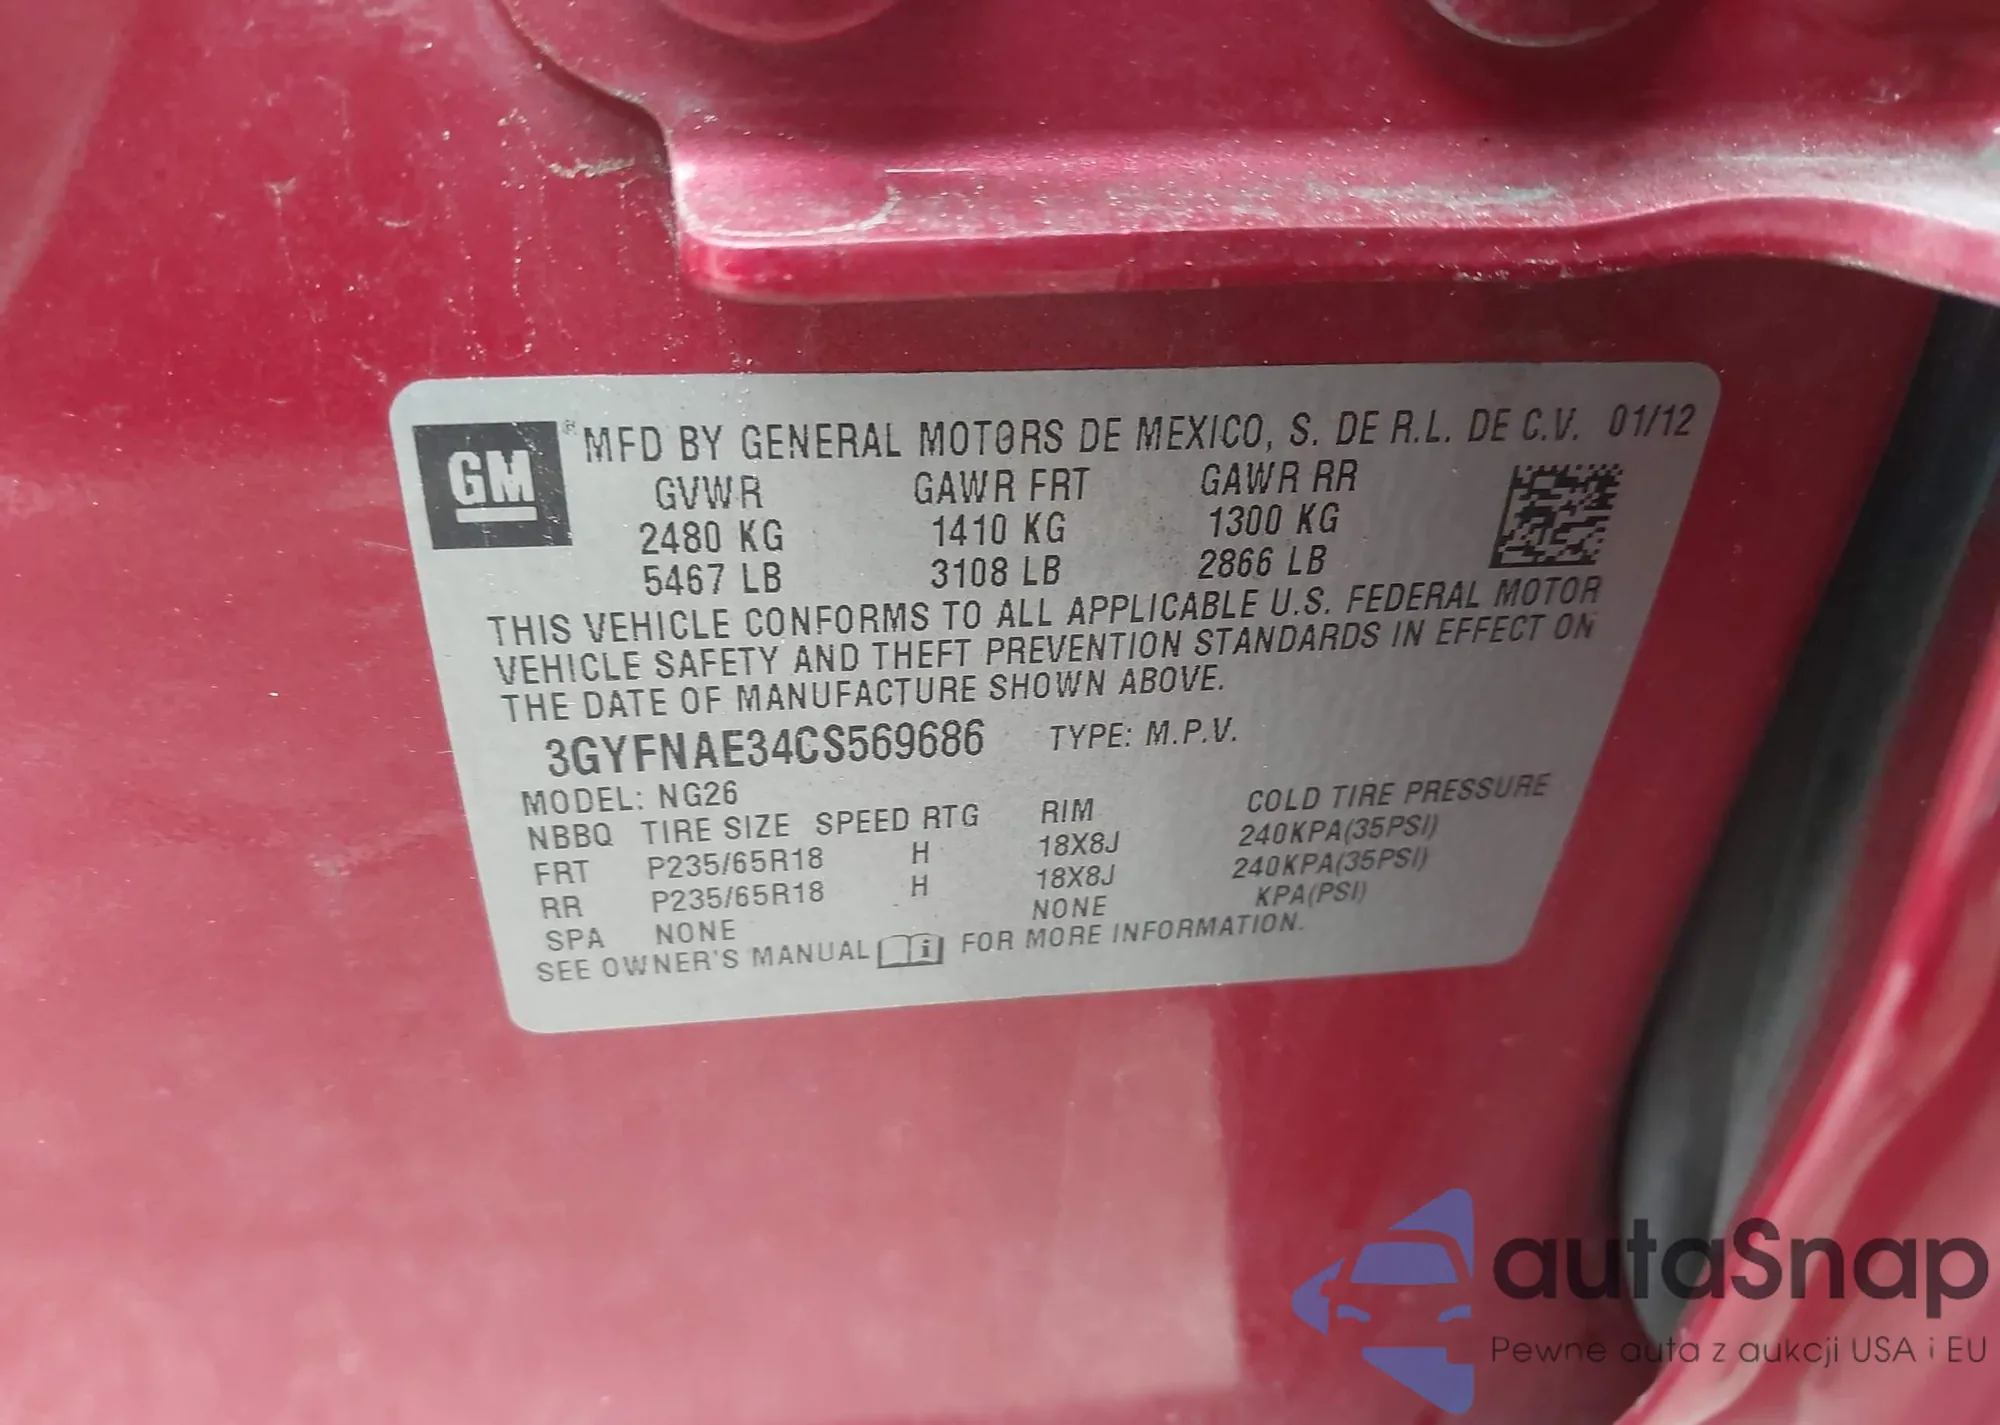 GM ® MFD BY GENERAL MOTORS DE MEXICO, S. DE R.L. DE C.V. 01/12
GVWR GAWR FRT GAWR RR
2480 KG 1410 KG 1300 KG
5467 LB 3108 LB 2866 LB
THIS VEHICLE CONFORMS TO ALL APPLICABLE U.S. FEDERAL MOTOR
VEHICLE SAFETY AND THEFT PREVENTION STANDARDS IN EFFECT ON
THE DATE OF MANUFACTURE SHOWN ABOVE.
3GYFNAE34CS569686 TYPE: M.P.V.
MODEL: NG26
NBBQ TIRE SIZE SPEED RTG RIM COLD TIRE PRESSURE
FRT P235/65R18 H 18X8J 240KPA(35PSI)
RR P235/65R18 H 18X8J 240KPA(35PSI)
SPA NONE NONE KPA(PSI)
SEE OWNER'S MANUAL i FOR MORE INFORMATION.
autaSnap
Pewne auta z aukcji USA i EU